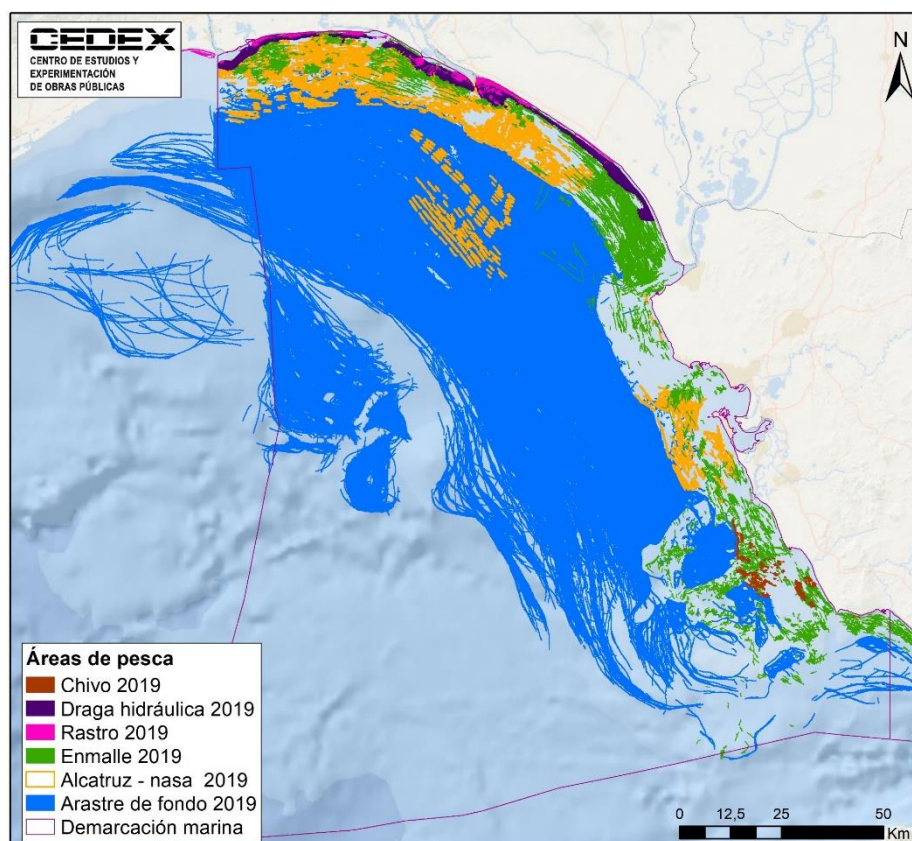 CEDEX
CENTRO DE ESTUDIOS Y
EXPERIMENTACIÓN
DE OBRAS PÚBLICAS
N
Áreas de pesca
Chivo 2019
Draga hidráulica 2019
Rastro 2019
Enmalle 2019
Alcatruz - nasa 2019
Arastre de fondo 2019
Demarcación marina
0 12,5 25 50
Km